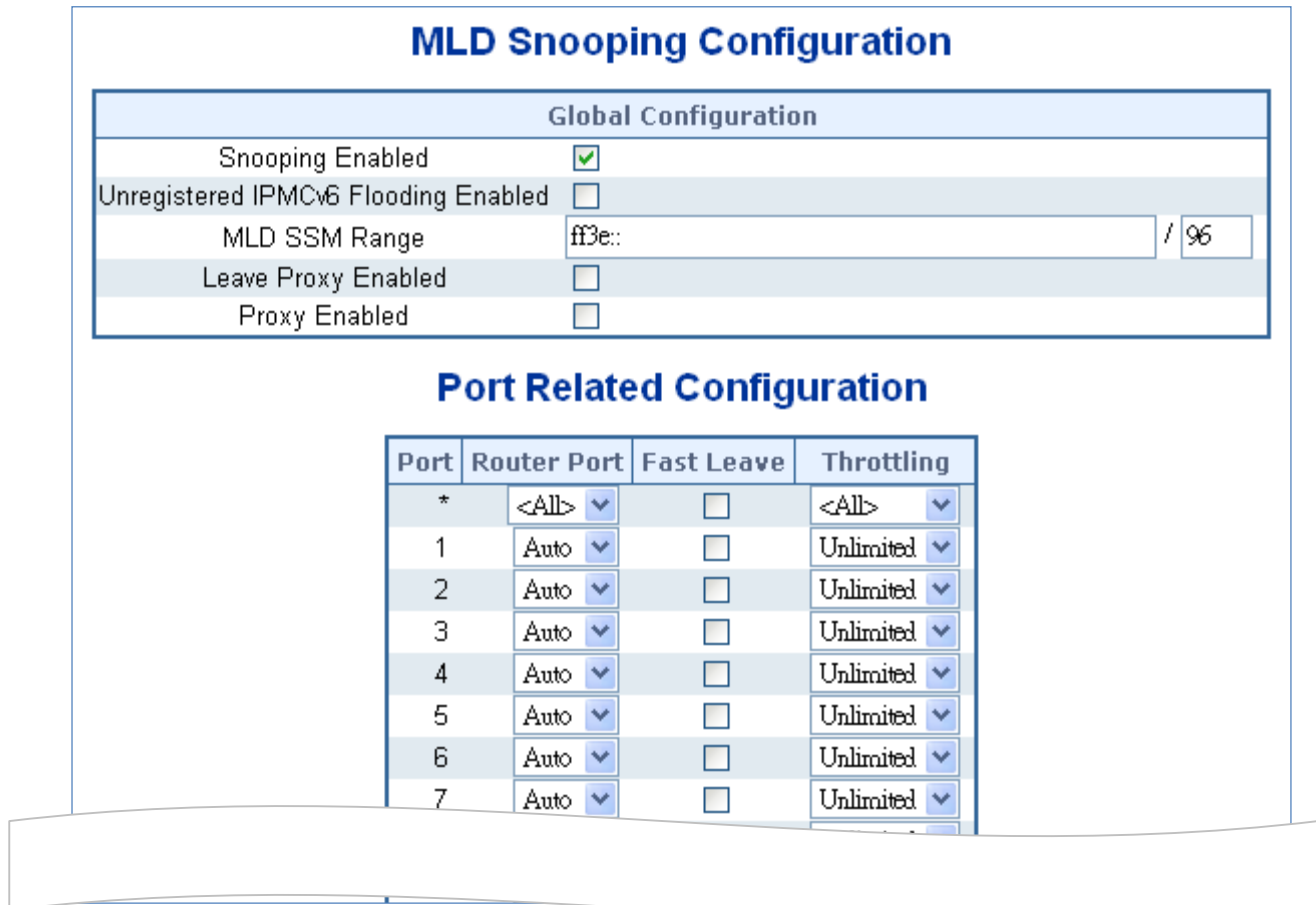 MLD Snooping Configuration
Global Configuration
Snooping Enabled
Unregistered IPMCv6 Flooding Enabled
MLD SSM Range ff3e:: / 96
Leave Proxy Enabled
Proxy Enabled
Port Related Configuration
Port Router Port Fast Leave Throttling
* <All> <All>
1 Auto Unlimited
2 Auto Unlimited
3 Auto Unlimited
4 Auto Unlimited
5 Auto Unlimited
6 Auto Unlimited
7 Auto Unlimited